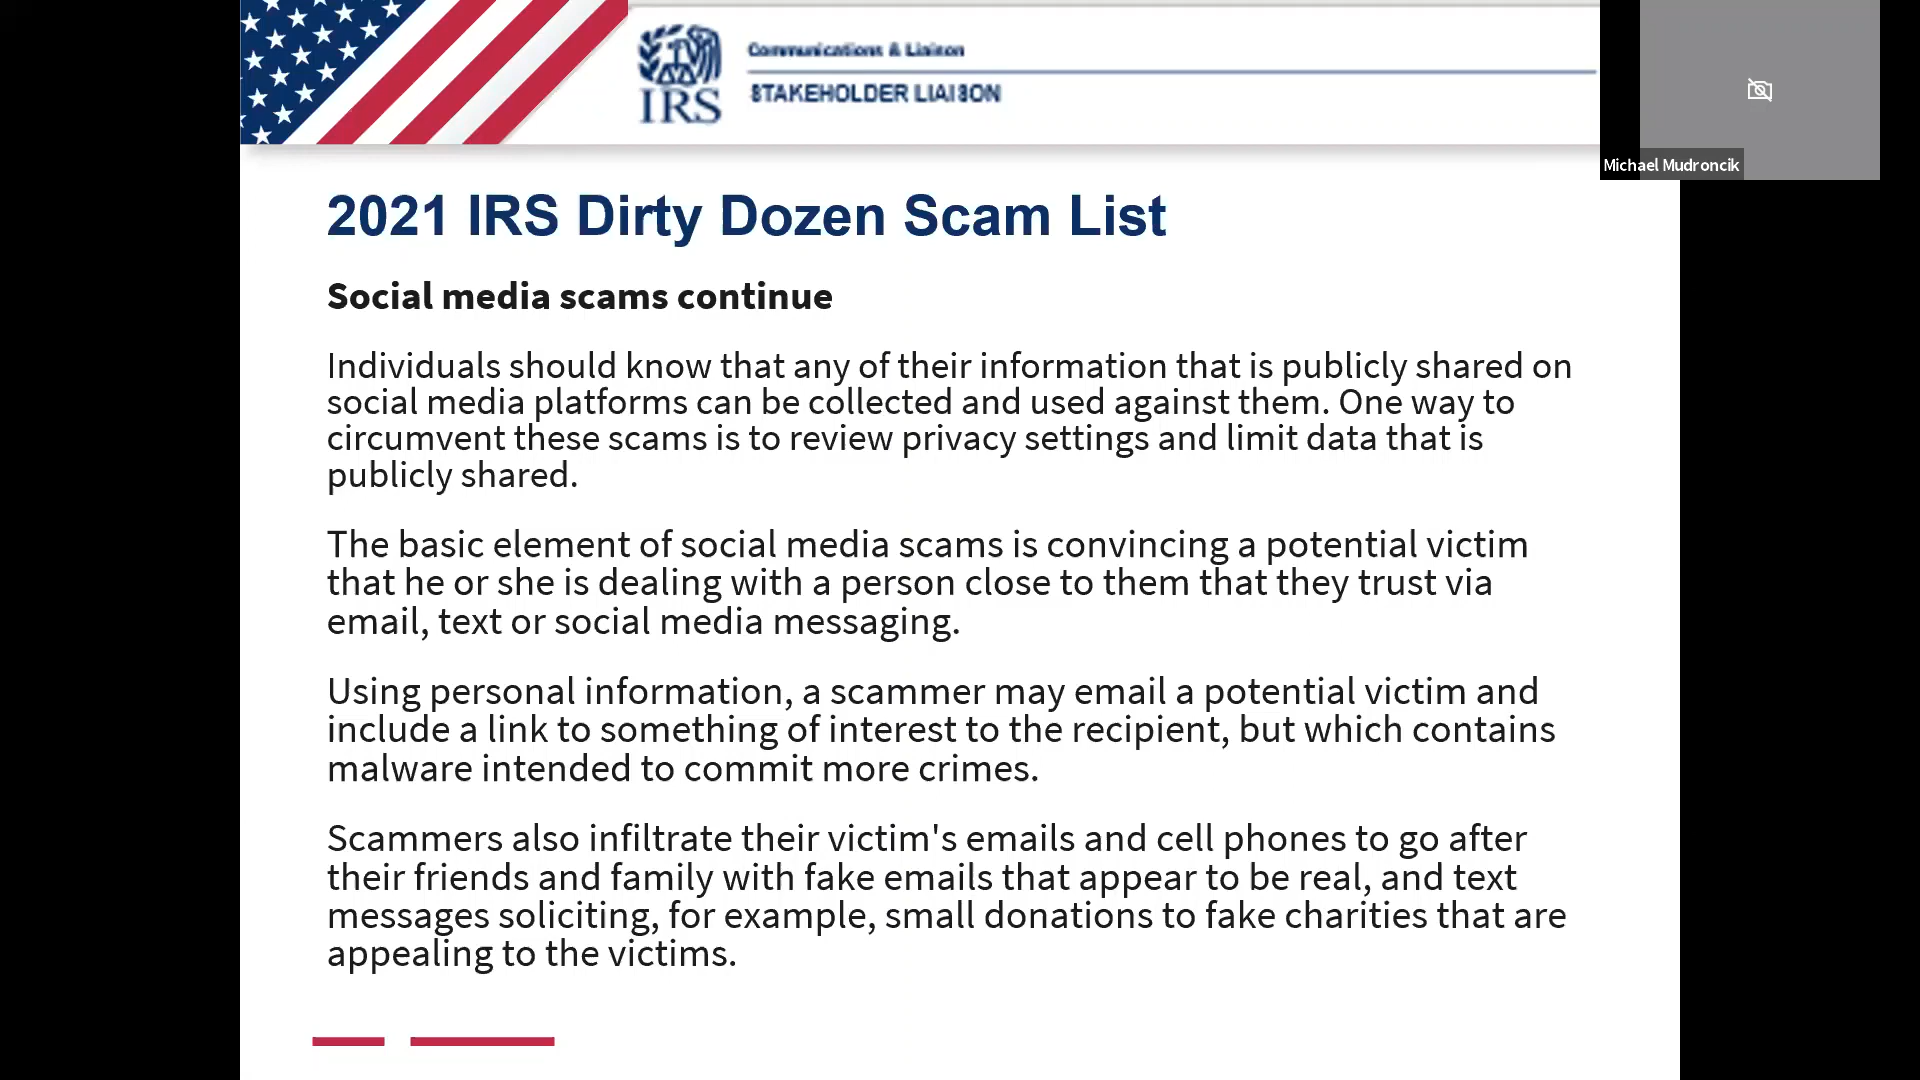 Communications & Liaison
IRS
STAKEHOLDER LIAISON
Michael Mudroncik
2021 IRS Dirty Dozen Scam List
Social media scams continue
Individuals should know that any of their information that is publicly shared on
social media platforms can be collected and used against them. One way to
circumvent these scams is to review privacy settings and limit data that is
publicly shared.
The basic element of social media scams is convincing a potential victim
that he or she is dealing with a person close to them that they trust via
email, text or social media messaging.
Using personal information, a scammer may email a potential victim and
include a link to something of interest to the recipient, but which contains
malware intended to commit more crimes.
Scammers also infiltrate their victim's emails and cell phones to go after
their friends and family with fake emails that appear to be real, and text
messages soliciting, for example, small donations to fake charities that are
appealing to the victims.